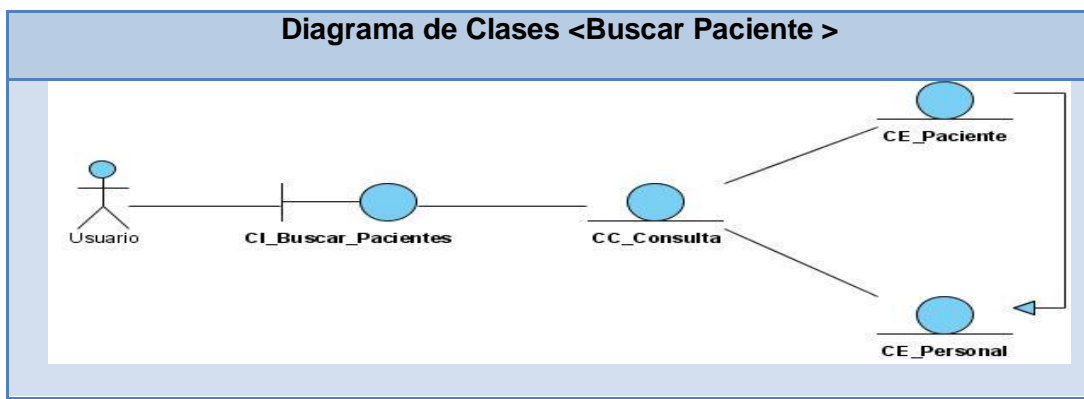 Diagrama de Clases <Buscar Paciente >
CE_Paciente
Usuario
CI_Buscar_Pacientes
CC_Consulta
CE_Personal